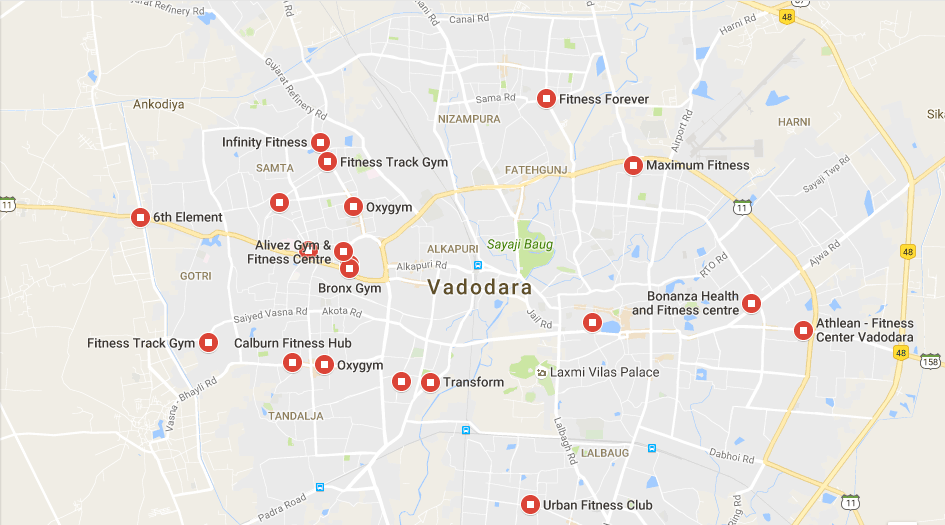 Gujarat Refinery Rd
Canal Rd
Harni Rd
48
Gujarat Refinery Rd
Ankodiya
Sama Rd
Fitness Forever
NIZAMPURA
HARNI
Airport Rd
Infinity Fitness
Fitness Track Gym
SAMTA
FATEHGUNJ
Maximum Fitness
Sayaji Twp Rd
11
6th Element
Oxygym
11
Alivez Gym &
Fitness Centre
ALKAPURI
Sayaji Baug
Ajwa Rd
48
GOTRI
Alkapuri Rd
RTO Rd
Bronx Gym
Vadodara
Bonanza Health
and Fitness centre
Saiyed Vasna Rd
Akota Rd
Jail Rd
Athlean - Fitness
Center Vadodara
Fitness Track Gym
Calburn Fitness Hub
48
158
Oxygym
Laxmi Vilas Palace
Transform
Vasna - Bhayli Rd
TANDALJA
Lalbagh Rd
LALBAUG
Dabhoi Rd
Padra Road
Urban Fitness Club
Ring Rd
11